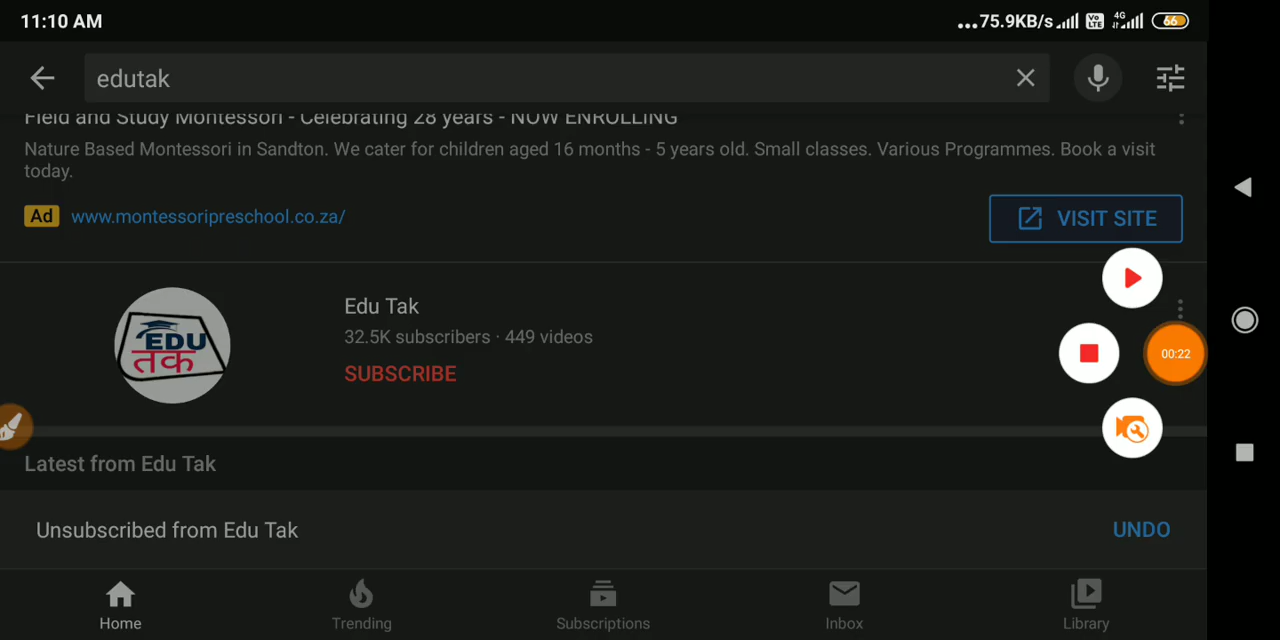 11:10 AM
...75.9KB/s Vo LTE 4G 66
edutak
Field and Study Montessori - Celebrating 28 years - NOW ENROLLING
Nature Based Montessori in Sandton. We cater for children aged 16 months - 5 years old. Small classes. Various Programmes. Book a visit
today.
Ad www.montessoripreschool.co.za/
VISIT SITE
EDU
तक
Edu Tak
32.5K subscribers · 449 videos
SUBSCRIBE
00:22
Latest from Edu Tak
Unsubscribed from Edu Tak
UNDO
Home
Trending
Subscriptions
Inbox
Library